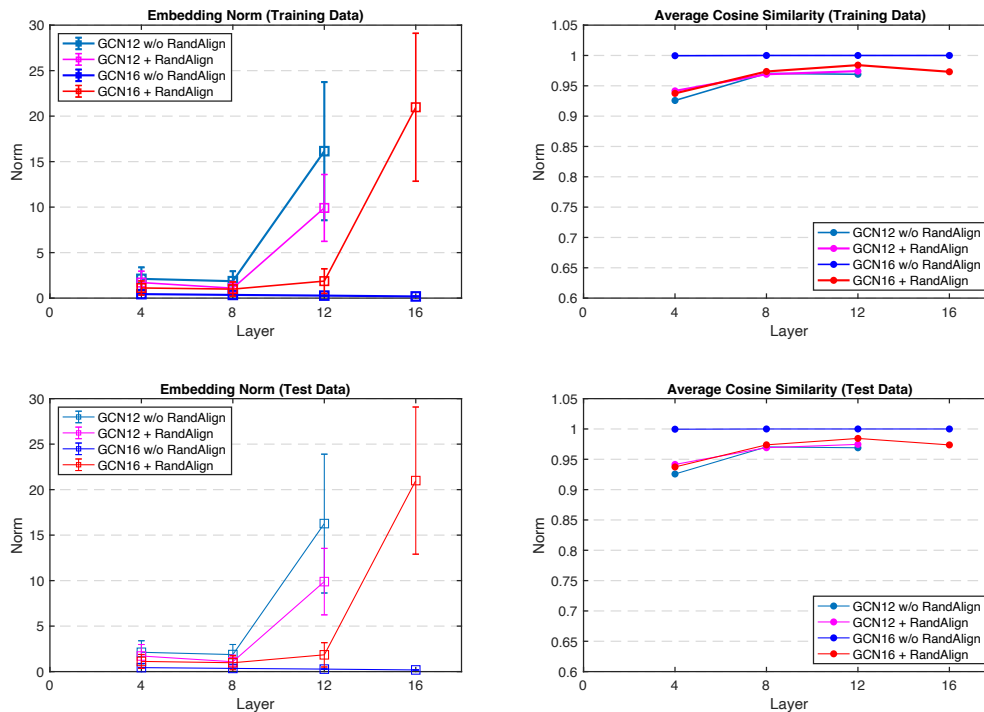 Embedding Norm (Training Data)
30
25
20
15
10
5
0
Norm
GCN12 w/o RandAlign
GCN12 + RandAlign
GCN16 w/o RandAlign
GCN16 + RandAlign
0 4 8 12 16
Layer
Average Cosine Similarity (Training Data)
1.05
1
0.95
0.9
0.85
0.8
0.75
0.7
0.65
0.6
Norm
GCN12 w/o RandAlign
GCN12 + RandAlign
GCN16 w/o RandAlign
GCN16 + RandAlign
0 4 8 12 16
Layer
Embedding Norm (Test Data)
30
25
20
15
10
5
0
Norm
GCN12 w/o RandAlign
GCN12 + RandAlign
GCN16 w/o RandAlign
GCN16 + RandAlign
0 4 8 12 16
Layer
Average Cosine Similarity (Test Data)
1.05
1
0.95
0.9
0.85
0.8
0.75
0.7
0.65
0.6
Norm
GCN12 w/o RandAlign
GCN12 + RandAlign
GCN16 w/o RandAlign
GCN16 + RandAlign
0 4 8 12 16
Layer